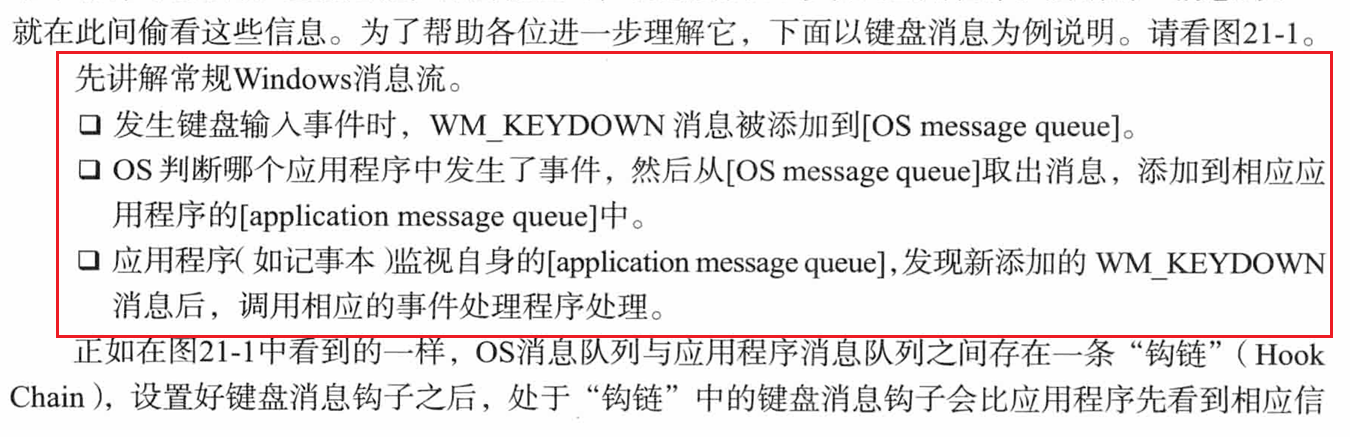 就在此间偷看这些信息。为了帮助各位进一步理解它，下面以键盘消息为例说明。请看图21-1。
先讲解常规Windows消息流。
❑ 发生键盘输入事件时，WM_KEYDOWN 消息被添加到[OS message queue]。
❑ OS 判断哪个应用程序中发生了事件，然后从[OS message queue]取出消息，添加到相应应
用程序的[application message queue]中。
❑ 应用程序（如记事本）监视自身的[application message queue]，发现新添加的 WM_KEYDOWN
消息后，调用相应的事件处理程序处理。
正如在图21-1中看到的一样，OS消息队列与应用程序消息队列之间存在一条“钩链”（Hook
Chain），设置好键盘消息钩子之后，处于“钩链”中的键盘消息钩子会比应用程序先看到相应信